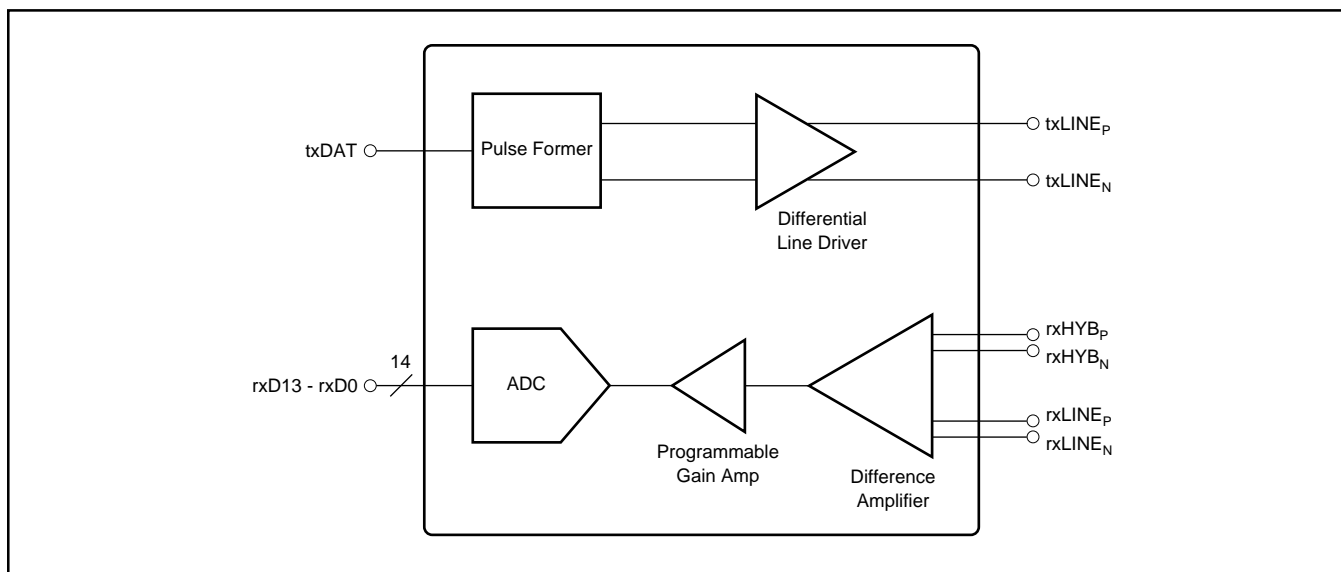 txDAT
Pulse Former
txLINEP
txLINEN
Differential
Line Driver
14
rxD13 - rxD0
ADC
Programmable
Gain Amp
Difference
Amplifier
rxHYBP
rxHYBN
rxLINEP
rxLINEN